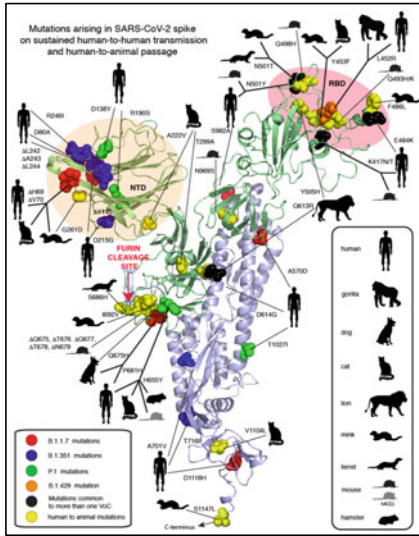 Mutations arising in SARS-CoV-2 spike
on sustained human-to-human transmission
and human-to-animal passage
Q498H
N501T
Y453F
L452R
RBD
G493H/K
N501Y
F486L
E484K
K417N/T
Y505H
D138Y
R190S
R246I
D80A
A222V
T299A
S982A
N969S
ΔL242
ΔA243
ΔL244
NTD
ΔH69
ΔV70
G261D
D215G
Q613R
FURIN
CLEAVAGE
SITE
S686H
I692V
A570D
D614G
T1027I
ΔQ675, ΔT676, ΔQ677,
ΔT678, ΔN679
Q675H
P681H
H655Y
A701V
T716I
V1104L
D1118H
S1147L
C-terminus
B.1.1.7 mutations
B.1.351 mutations
P.1 mutations
B.1.429 mutation
Mutations common
to more than one VoC
human to animal mutations
human
gorilla
dog
cat
lion
mink
ferret
mouse
hamster